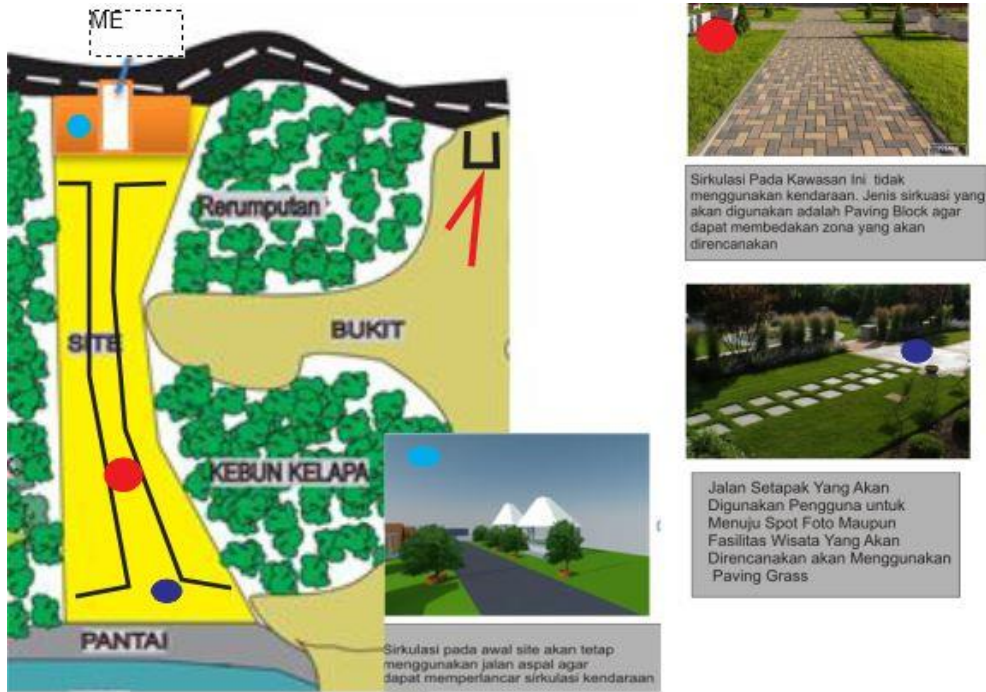 ME
Rerumputan
SITE
BUKIT
KEBUN KELAPA
PANTAI
Sirkulasi pada awal site akan tetap
menggunakan jalan aspal agar
dapat memperlancar sirkulasi kendaraan
Sirkulasi Pada Kawasan Ini tidak
menggunakan kendaraan. Jenis sirkuasi yang
akan digunakan adalah Paving Block agar
dapat membedakan zona yang akan
direncanakan
Jalan Setapak Yang Akan
Digunakan Pengguna untuk
Menuju Spot Foto Maupun
Fasilitas Wisata Yang Akan
Direncanakan akan Menggunakan
Paving Grass